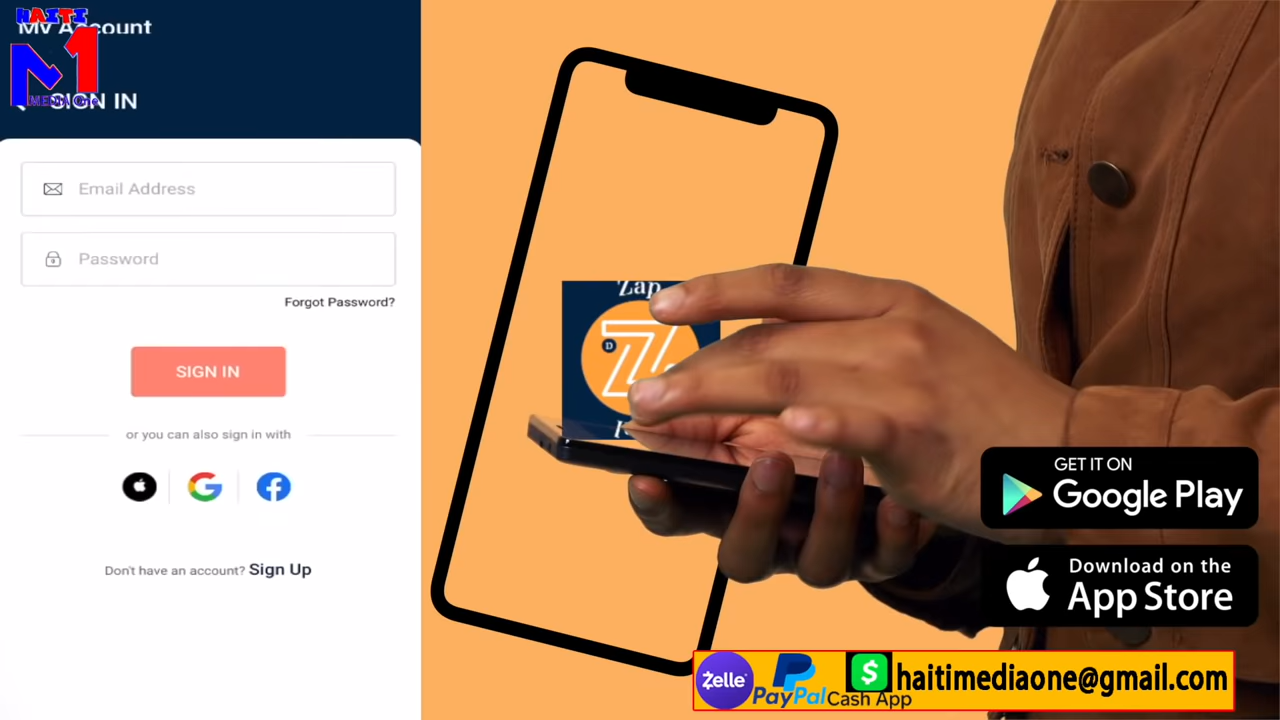 HAITI
My Account
MEDIA One
SIGN IN
Email Address
Password
Forgot Password?
SIGN IN
or you can also sign in with
Don't have an account? Sign Up
Zap
D
GET IT ON
Google Play
Download on the
App Store
Zelle
PayPal
Cash App
haitimediaone@gmail.com